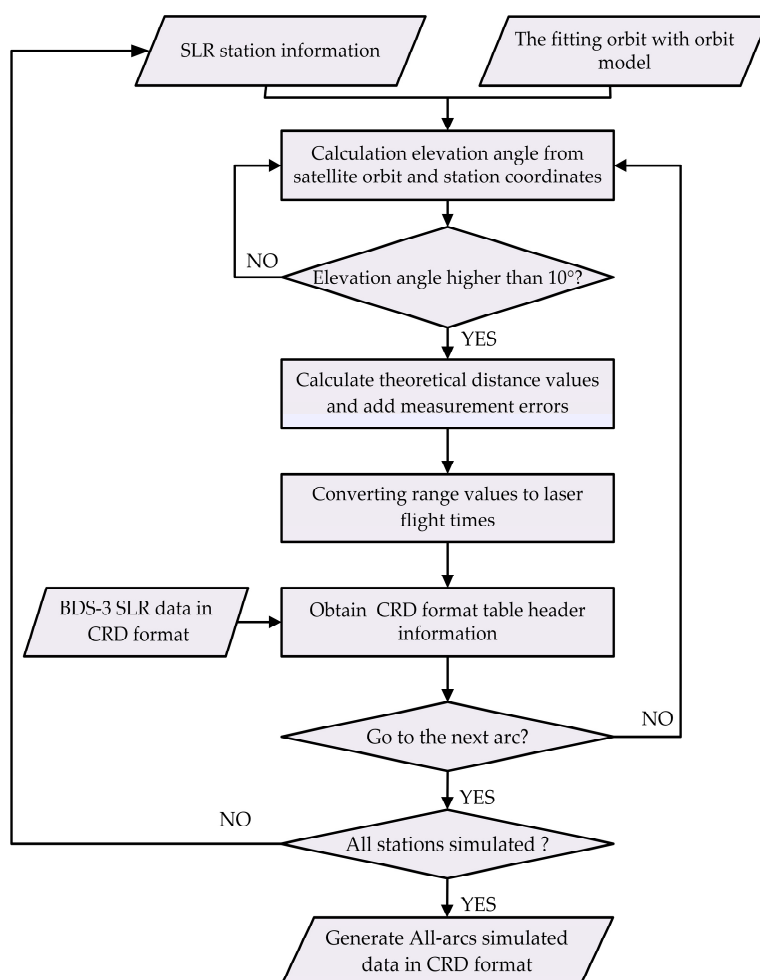 SLR station information
The fitting orbit with orbit
model
Calculation elevation angle from
satellite orbit and station coordinates
NO
Elevation angle higher than 10°?
YES
Calculate theoretical distance values
and add measurement errors
Converting range values to laser
flight times
BDS-3 SLR data in
CRD format
Obtain CRD format table header
information
Go to the next arc?
NO
YES
NO
All stations simulated ?
YES
Generate All-arcs simulated
data in CRD format